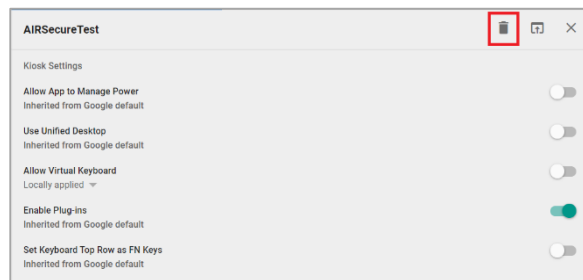 AIRSecureTest
Kiosk Settings
Allow App to Manage Power
Inherited from Google default
Use Unified Desktop
Inherited from Google default
Allow Virtual Keyboard
Locally applied
Enable Plug-ins
Inherited from Google default
Set Keyboard Top Row as FN Keys
Inherited from Google default